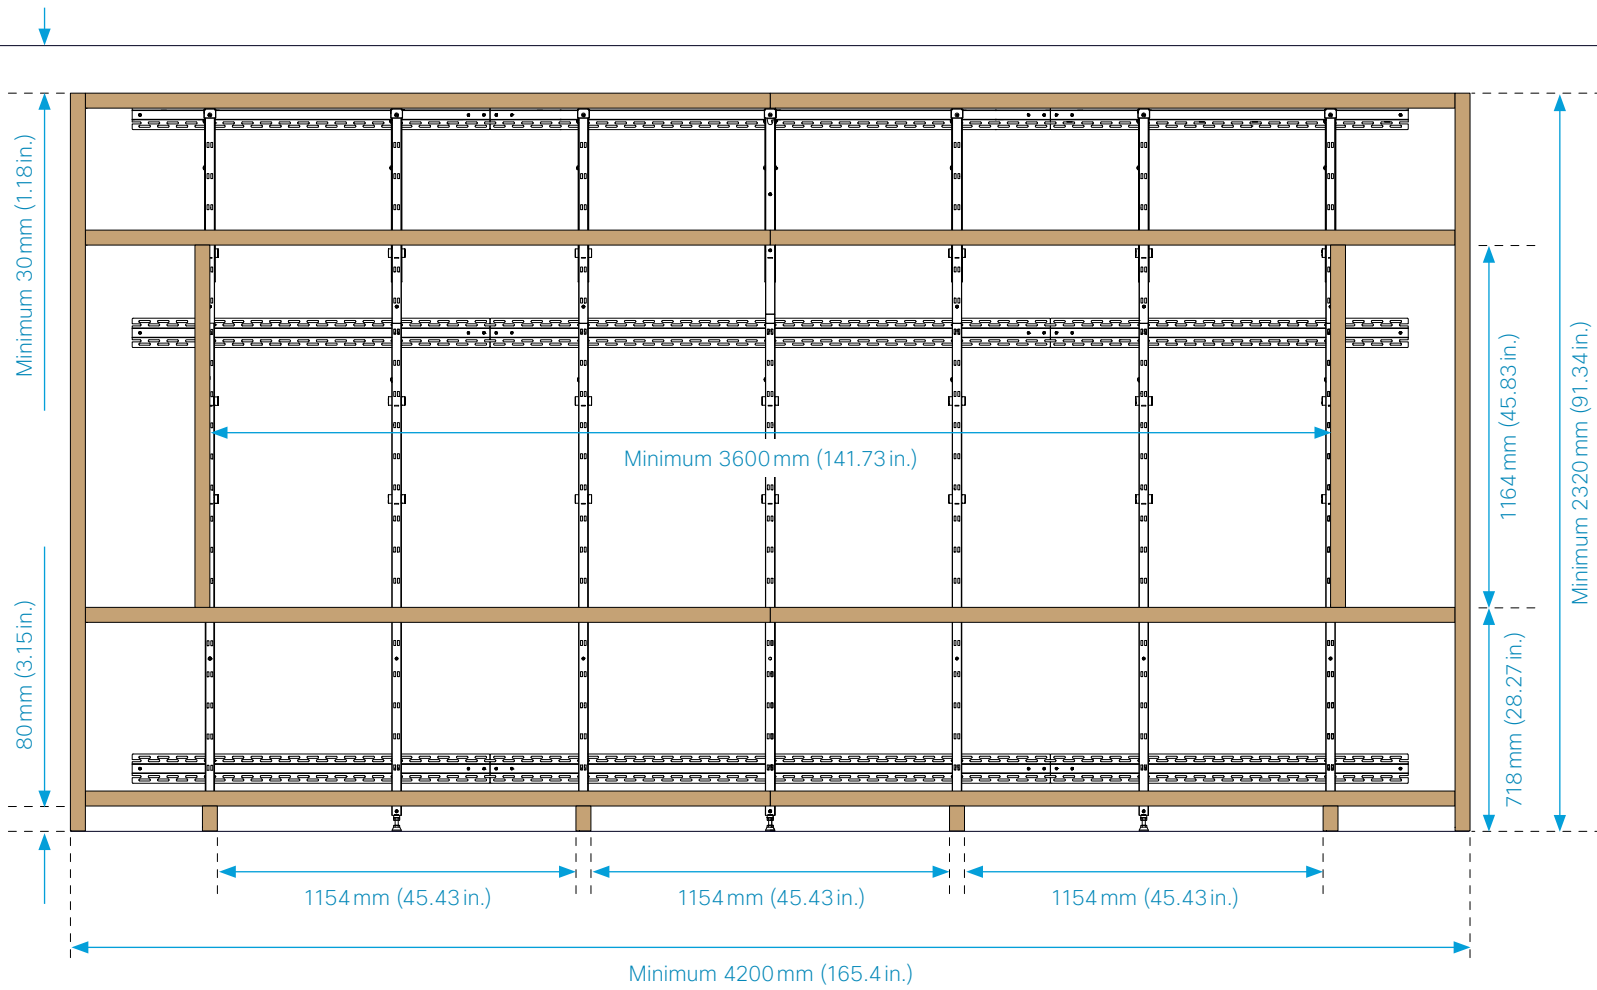 Minimum 30 mm (1.18 in.)
Minimum 3600 mm (141.73 in.)
1164 mm (45.83 in.)
Minimum 2320 mm (91.34 in.)
80 mm (3.15 in.)
718 mm (28.27 in.)
1154 mm (45.43 in.)
1154 mm (45.43 in.)
1154 mm (45.43 in.)
Minimum 4200 mm (165.4 in.)